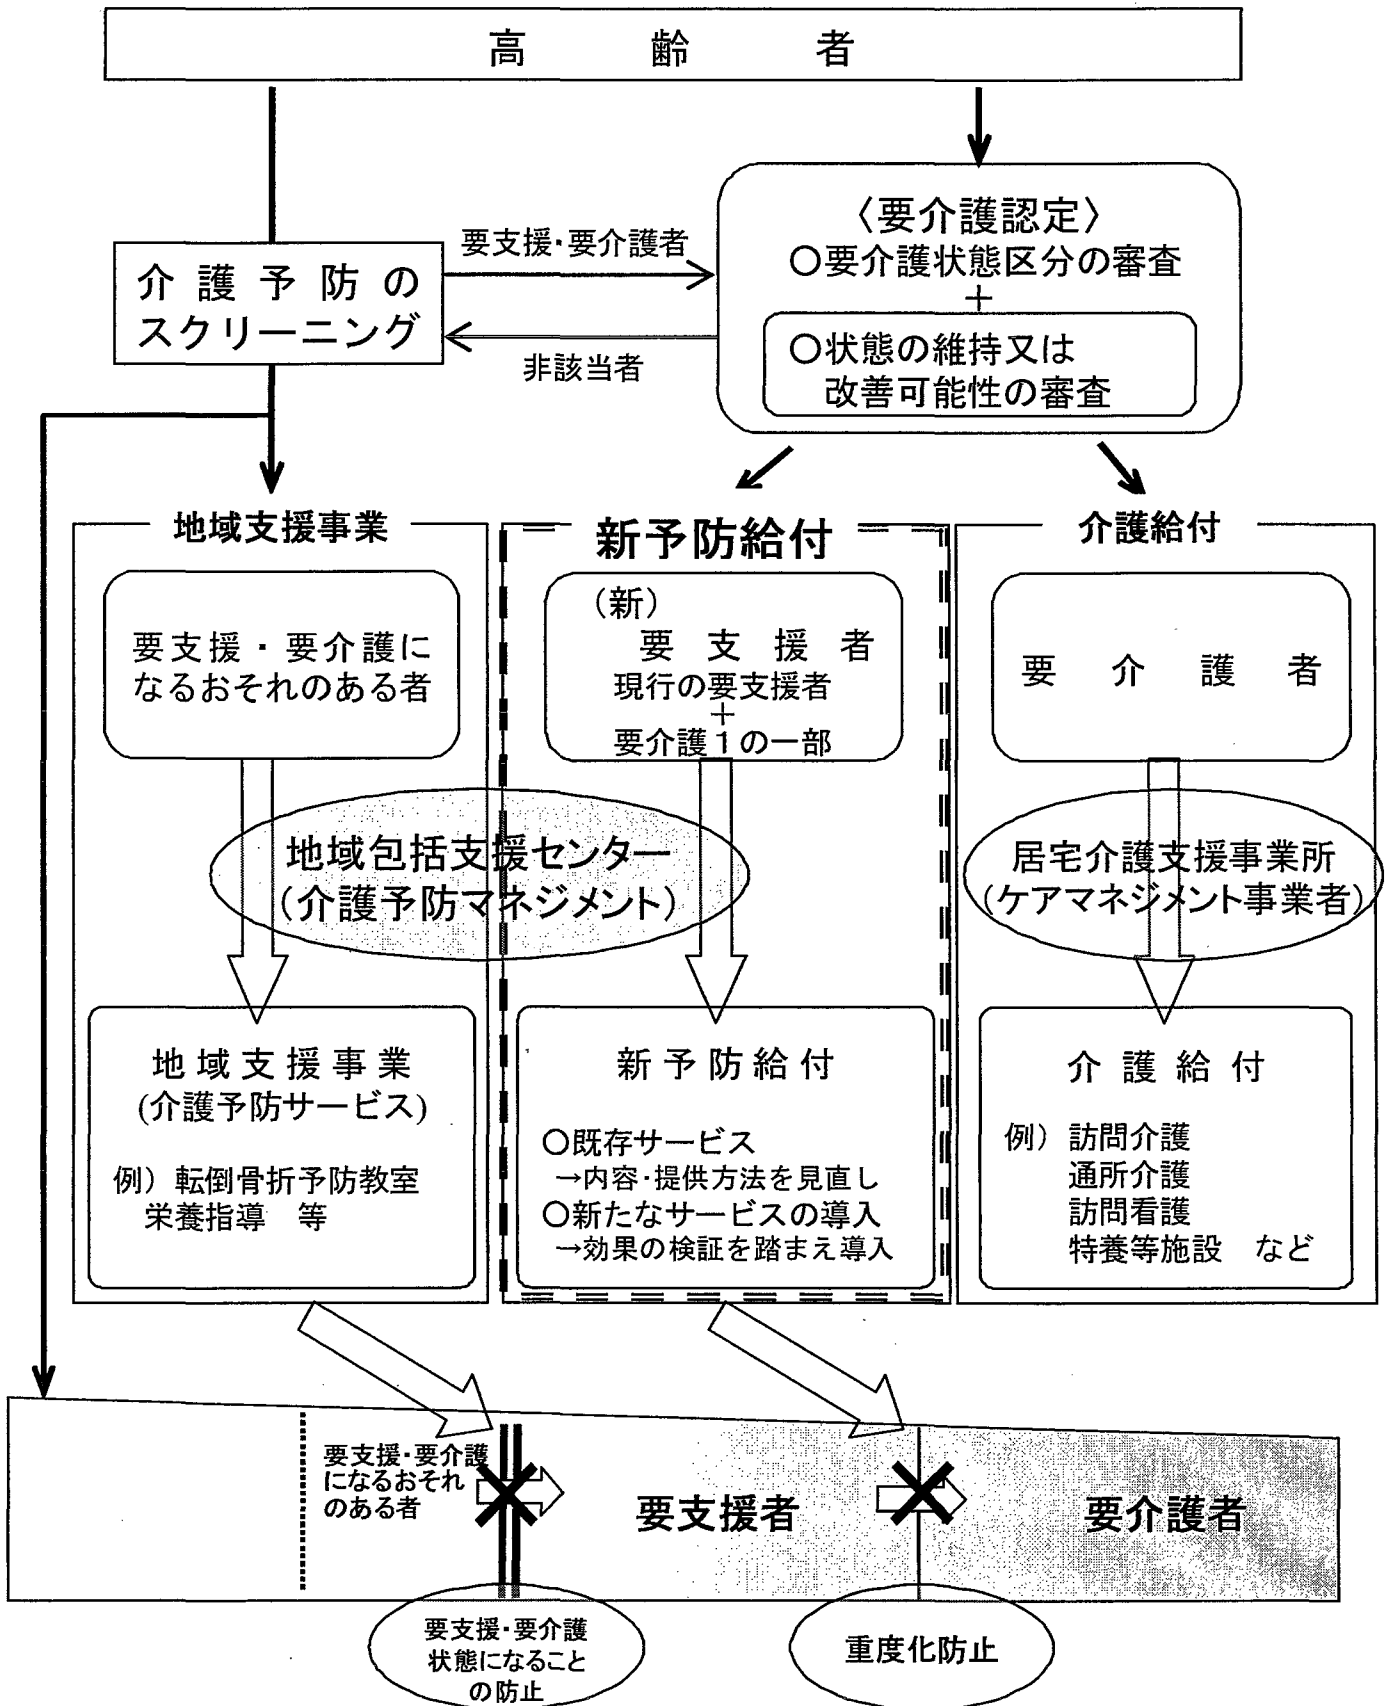 高齢者
要支援・要介護者
介護予防の
スクリーニング
非該当者
〈要介護認定〉
○要介護状態区分の審査
＋
○状態の維持又は
改善可能性の審査
地域支援事業
要支援・要介護に
なるおそれのある者
新予防給付
（新）
要支援者
現行の要支援者
＋
要介護１の一部
介護給付
要介護者
地域包括支援センター
（介護予防マネジメント）
居宅介護支援事業所
（ケアマネジメント事業者）
地域支援事業
(介護予防サービス)
例）転倒骨折予防教室
栄養指導　等
新予防給付
○既存サービス
→内容・提供方法を見直し
○新たなサービスの導入
→効果の検証を踏まえ導入
介護給付
例）訪問介護
通所介護
訪問看護
特養等施設　など
要支援・要介護
になるおそれ
のある者
要支援者
要介護者
要支援・要介護
状態になること
の防止
重度化防止